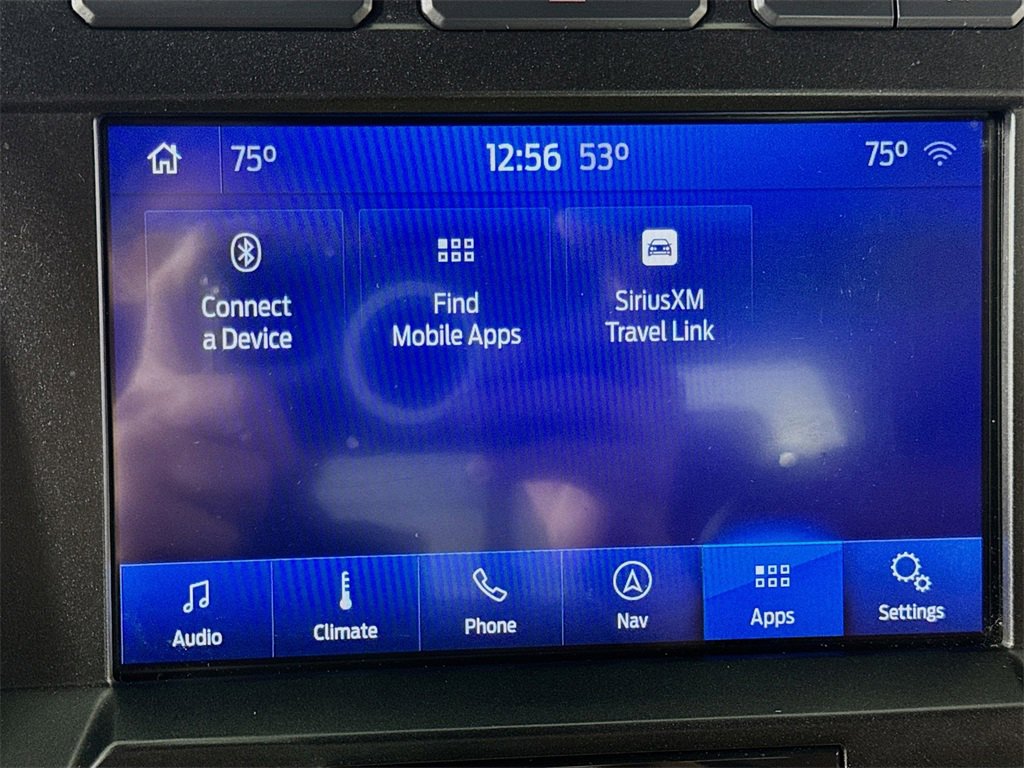 75° 12:56 53° 75°
Connect
a Device
Find
Mobile Apps
SiriusXM
Travel Link
Audio Climate Phone Nav Apps Settings